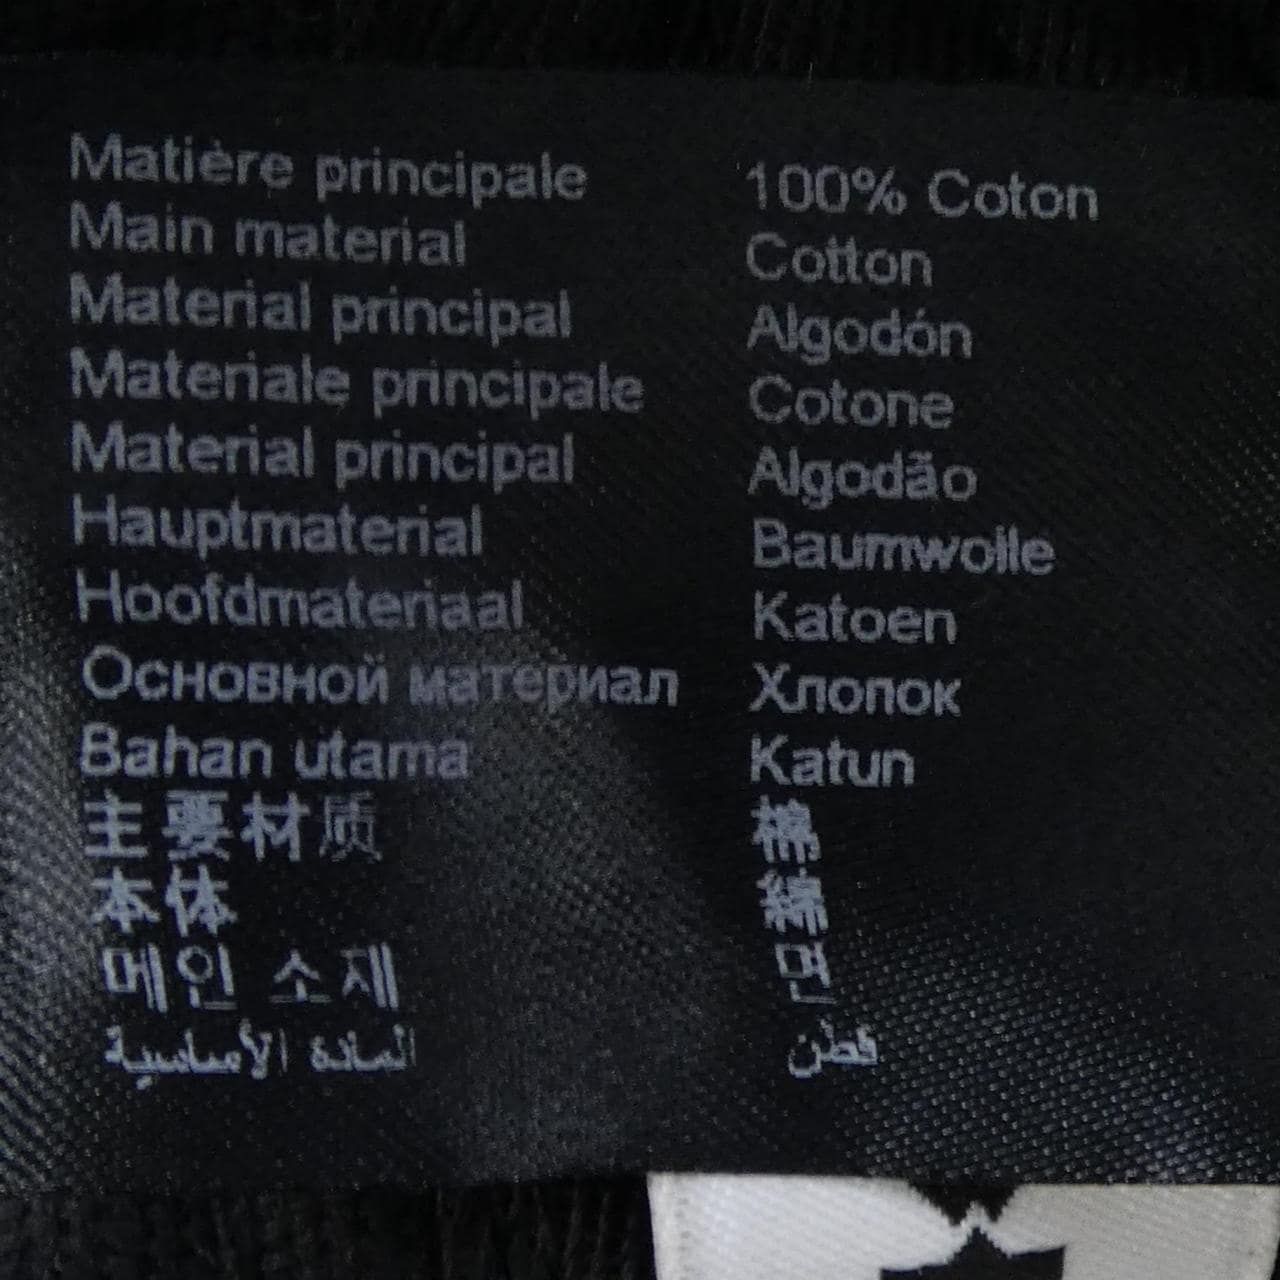 Matière principale 100% Coton
Main material Cotton
Material principal Algodón
Materiale principale Cotone
Material principal Algodão
Hauptmaterial Baumwolle
Hoofdmateriaal Katoen
Основной материал Хлопок
Bahan utama Katun
主要材质 棉
本体 綿
메인 소재 면
المادة الأساسية قطن